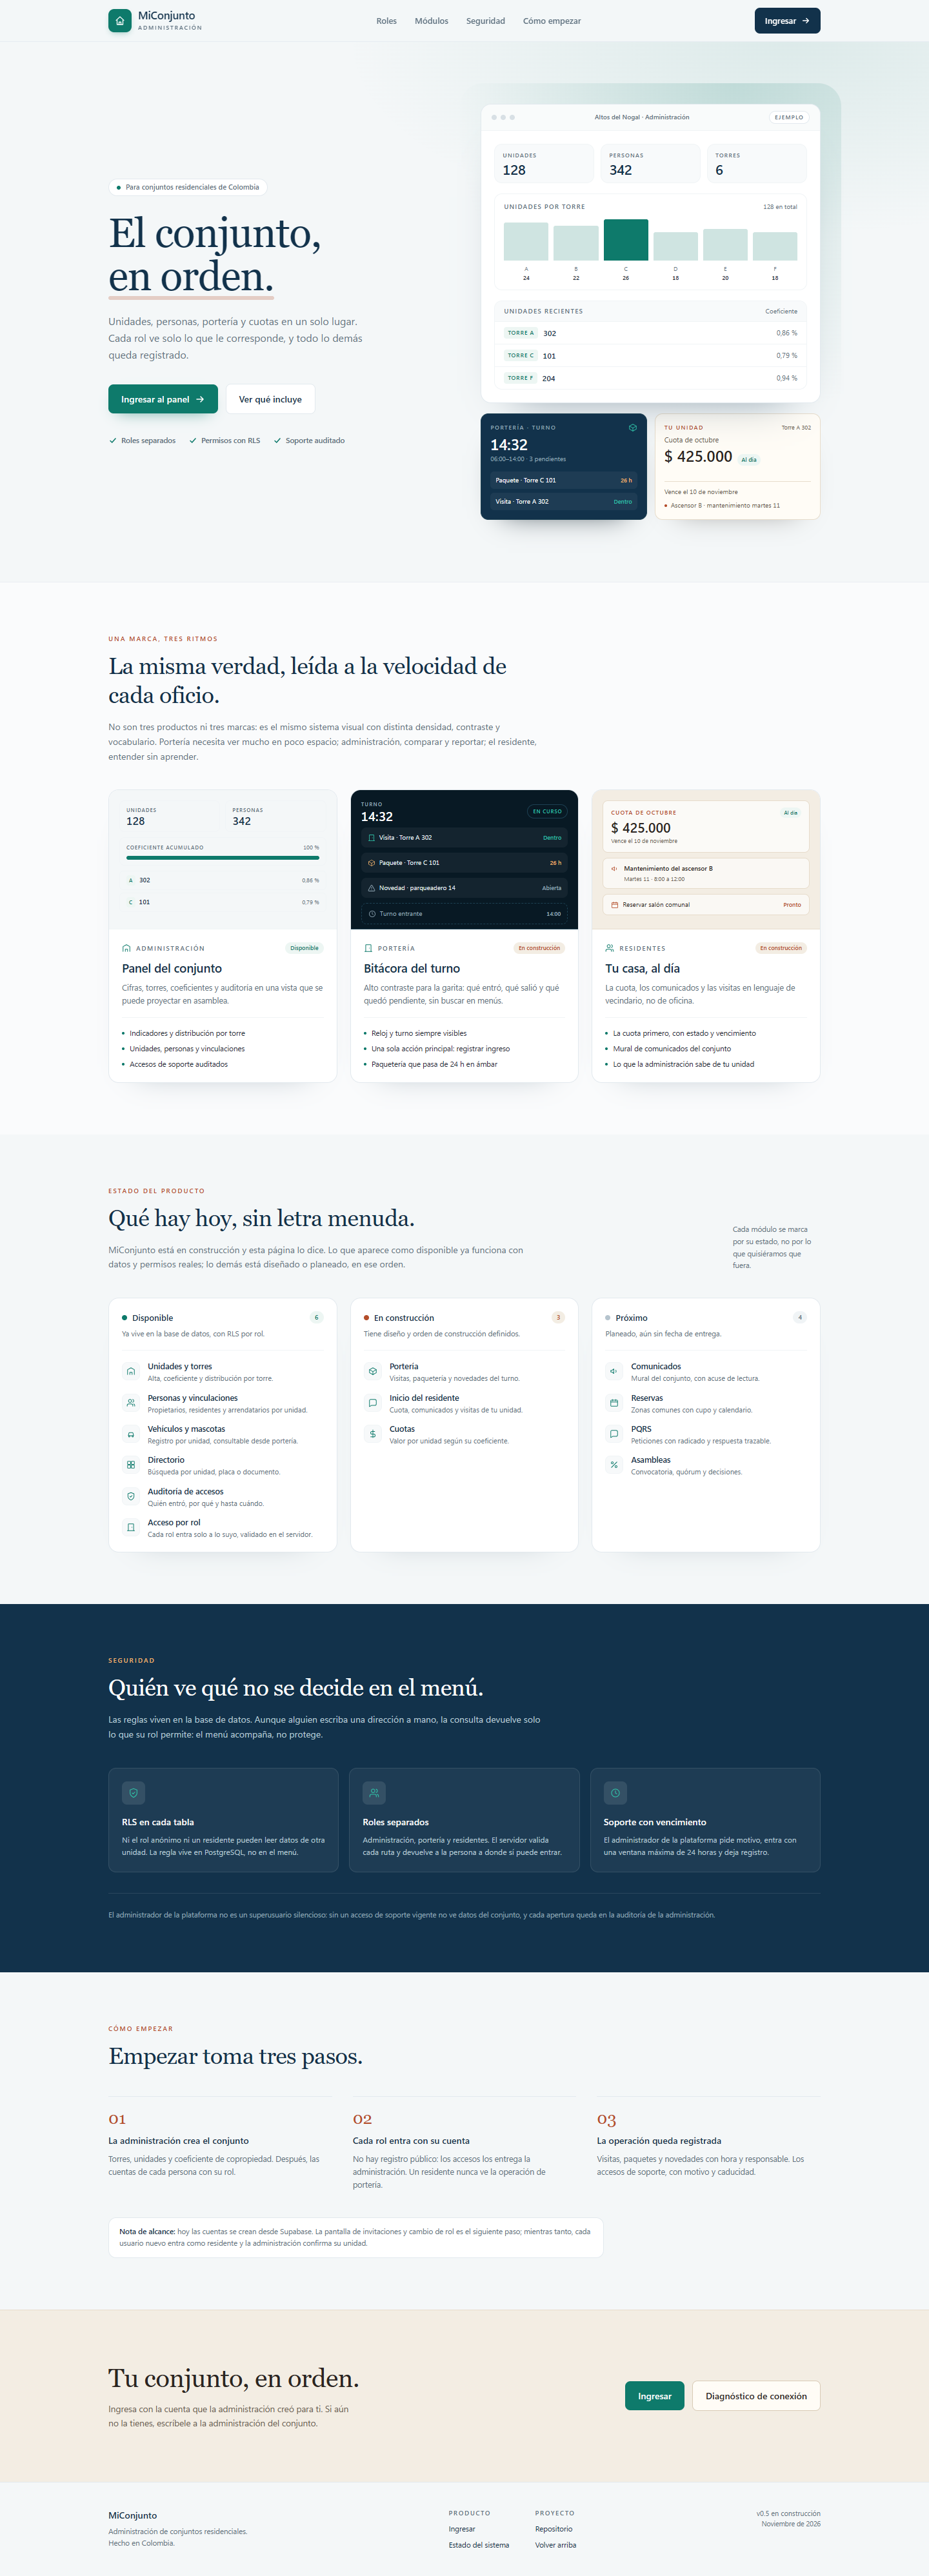 MiConjunto
ADMINISTRACIÓN
Roles
Módulos
Seguridad
Cómo empezar
Ingresar →
Para conjuntos residenciales de Colombia
El conjunto,
en orden.
Unidades, personas, portería y cuotas en un solo lugar.
Cada rol ve solo lo que le corresponde, y todo lo demás
queda registrado.
Ingresar al panel →
Ver qué incluye
Roles separados
Permisos con RLS
Soporte auditado
Altos del Nogal · Administración
EJEMPLO
UNIDADES
128
PERSONAS
342
TORRES
6
UNIDADES POR TORRE
128 en total
A
24
B
22
C
26
D
18
E
20
F
18
UNIDADES RECIENTES
Coeficiente
TORRE A 302
0,86 %
TORRE C 101
0,79 %
TORRE F 204
0,94 %
PORTERÍA · TURNO
14:32
06:00–14:00 · 3 pendientes
Paquete · Torre C 101
26 h
Visita · Torre A 302
Dentro
TU UNIDAD
Torre A 302
Cuota de octubre
$ 425.000
Al día
Vence el 10 de noviembre
Ascensor B · mantenimiento martes 11
UNA MARCA, TRES RITMOS
La misma verdad, leída a la velocidad de
cada oficio.
No son tres productos ni tres marcas: es el mismo sistema visual con distinta densidad, contraste y
vocabulario. Portería necesita ver mucho en poco espacio; administración, comparar y reportar; el residente,
entender sin aprender.
UNIDADES
128
PERSONAS
342
COEFICIENTE ACUMULADO
100 %
A 302
0,86 %
C 101
0,79 %
ADMINISTRACIÓN
Disponible
Panel del conjunto
Cifras, torres, coeficientes y auditoría en una vista que se
puede proyectar en asamblea.
Indicadores y distribución por torre
Unidades, personas y vinculaciones
Accesos de soporte auditados
TURNO
14:32
EN CURSO
Visita · Torre A 302
Dentro
Paquete · Torre C 101
26 h
Novedad · parqueadero 14
Abierta
Turno entrante
14:00
PORTERÍA
En construcción
Bitácora del turno
Alto contraste para la garita: qué entró, qué salió y qué
quedó pendiente, sin buscar en menús.
Reloj y turno siempre visibles
Una sola acción principal: registrar ingreso
Paquetería que pasa de 24 h en ámbar
CUOTA DE OCTUBRE
Al día
$ 425.000
Vence el 10 de noviembre
Mantenimiento del ascensor B
Martes 11 · 8:00 a 12:00
Reservar salón comunal
Pronto
RESIDENTES
En construcción
Tu casa, al día
La cuota, los comunicados y las visitas en lenguaje de
vecindario, no de oficina.
La cuota primero, con estado y vencimiento
Mural de comunicados del conjunto
Lo que la administración sabe de tu unidad
ESTADO DEL PRODUCTO
Qué hay hoy, sin letra menuda.
MiConjunto está en construcción y esta página lo dice. Lo que aparece como disponible ya funciona con
datos y permisos reales; lo demás está diseñado o planeado, en ese orden.
Cada módulo se marca
por su estado, no por lo
que quisiéramos que
fuera.
Disponible
6
Ya vive en la base de datos, con RLS por rol.
Unidades y torres
Alta, coeficiente y distribución por torre.
Personas y vinculaciones
Propietarios, residentes y arrendatarios por unidad.
Vehículos y mascotas
Registro por unidad, consultable desde portería.
Directorio
Búsqueda por unidad, placa o documento.
Auditoría de accesos
Quién entró, por qué y hasta cuándo.
Acceso por rol
Cada rol entra solo a lo suyo, validado en el servidor.
En construcción
3
Tiene diseño y orden de construcción definidos.
Portería
Visitas, paquetería y novedades del turno.
Inicio del residente
Cuota, comunicados y visitas de tu unidad.
Cuotas
Valor por unidad según su coeficiente.
Próximo
4
Planeado, aún sin fecha de entrega.
Comunicados
Mural del conjunto, con acuse de lectura.
Reservas
Zonas comunes con cupo y calendario.
PQRS
Peticiones con radicado y respuesta trazable.
Asambleas
Convocatoria, quórum y decisiones.
SEGURIDAD
Quién ve qué no se decide en el menú.
Las reglas viven en la base de datos. Aunque alguien escriba una dirección a mano, la consulta devuelve solo
lo que su rol permite: el menú acompaña, no protege.
RLS en cada tabla
Ni el rol anónimo ni un residente pueden leer datos de otra
unidad. La regla vive en PostgreSQL, no en el menú.
Roles separados
Administración, portería y residentes. El servidor valida
cada ruta y devuelve a la persona a donde sí puede entrar.
Soporte con vencimiento
El administrador de la plataforma pide motivo, entra con
una ventana máxima de 24 horas y deja registro.
El administrador de la plataforma no es un superusuario silencioso: sin un acceso de soporte vigente no ve datos del conjunto, y cada apertura queda en la auditoría de la administración.
CÓMO EMPEZAR
Empezar toma tres pasos.
01
La administración crea el conjunto
Torres, unidades y coeficiente de copropiedad. Después, las
cuentas de cada persona con su rol.
02
Cada rol entra con su cuenta
No hay registro público: los accesos los entrega la
administración. Un residente nunca ve la operación de
portería.
03
La operación queda registrada
Visitas, paquetes y novedades con hora y responsable. Los
accesos de soporte, con motivo y caducidad.
Nota de alcance: hoy las cuentas se crean desde Supabase. La pantalla de invitaciones y cambio de rol es el siguiente paso; mientras tanto, cada
usuario nuevo entra como residente y la administración confirma su unidad.
Tu conjunto, en orden.
Ingresa con la cuenta que la administración creó para ti. Si aún
no la tienes, escríbele a la administración del conjunto.
Ingresar
Diagnóstico de conexión
MiConjunto
Administración de conjuntos residenciales.
Hecho en Colombia.
PRODUCTO
Ingresar
Estado del sistema
PROYECTO
Repositorio
Volver arriba
v0.5 en construcción
Noviembre de 2026